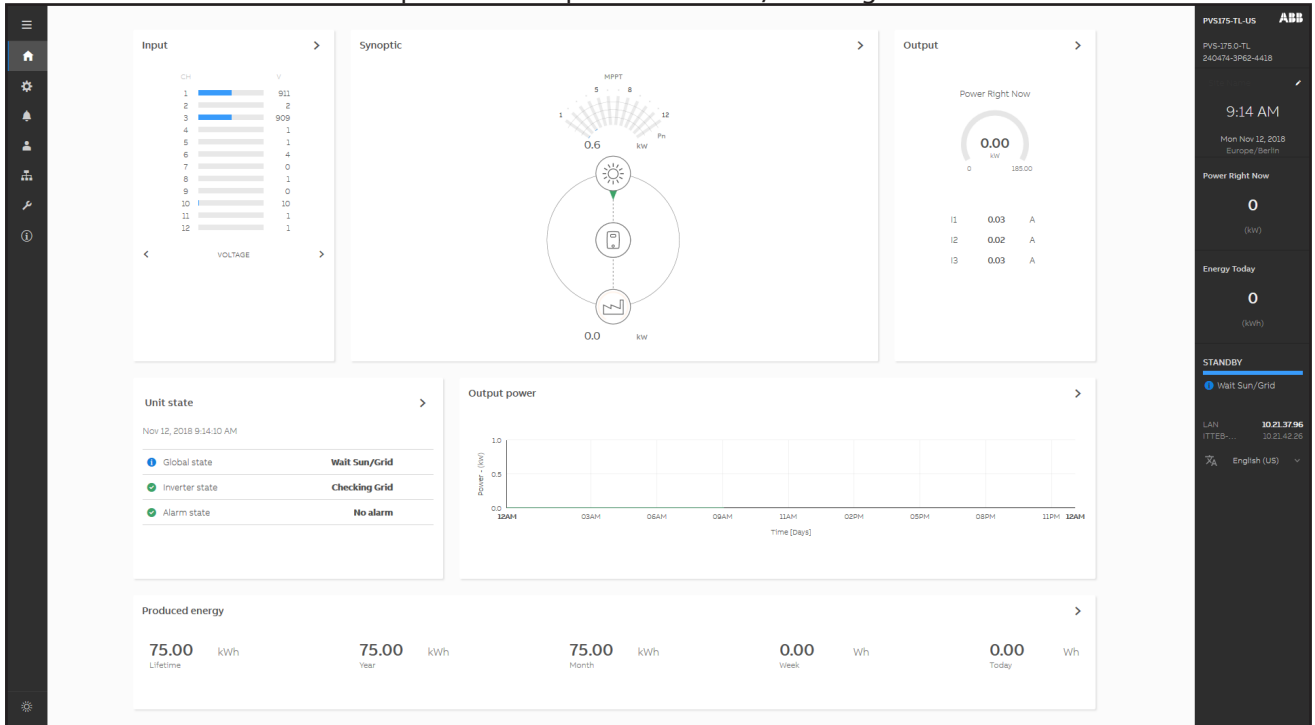 Input
CH V
1 911
2 2
3 909
4 1
5 1
6 4
7 0
8 1
9 0
10 10
11 1
12 1
VOLTAGE
Synoptic
MPPT
5 8
1 12
Pn
0.6 kW
0.0 kW
Output
Power Right Now
0.00
kW
0 185.00
I1 0.03 A
I2 0.02 A
I3 0.03 A
Unit state
Nov 12, 2018 9:14:10 AM
Global state Wait Sun/Grid
Inverter state Checking Grid
Alarm state No alarm
Output power
1.0
0.5
0.0
Power - (kW)
12AM 03AM 06AM 09AM 11AM 02PM 05PM 08PM 11PM 12AM
Time [Days]
Produced energy
75.00 kWh 75.00 kWh 75.00 kWh 0.00 Wh 0.00 Wh
Lifetime Year Month Week Today
PVS175-TL-US ABB
PVS-175.0-TL
240474-3P62-4418
9:14 AM
Mon Nov 12, 2018
Europe/Berlin
Power Right Now
0
(kW)
Energy Today
0
(kWh)
STANDBY
Wait Sun/Grid
LAN 10.21.37.96
ITTEB-... 10.21.42.26
English (US)